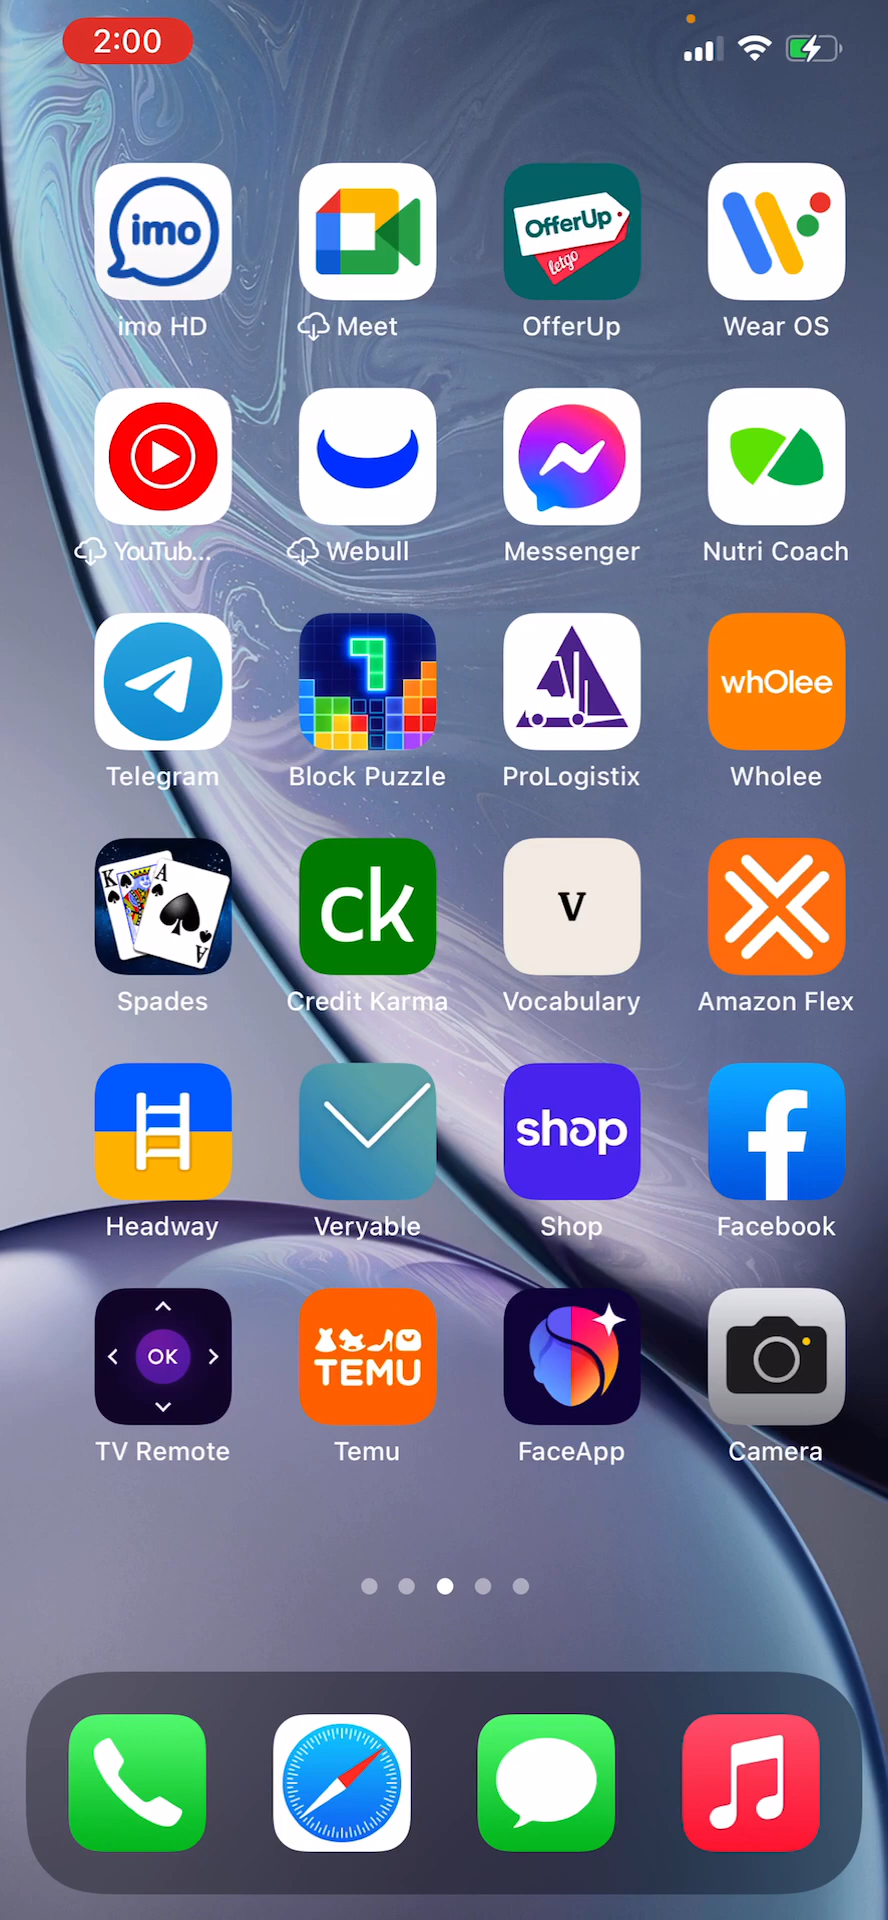 2:00
imo
OfferUp
letgo
imo HD
Meet
OfferUp
Wear OS
YouTub...
Webull
Messenger
Nutri Coach
whOlee
Telegram
Block Puzzle
ProLogistix
Wholee
K
A
A
ck
V
Spades
Credit Karma
Vocabulary
Amazon Flex
shop
f
Headway
Veryable
Shop
Facebook
OK
TEMU
TV Remote
Temu
FaceApp
Camera